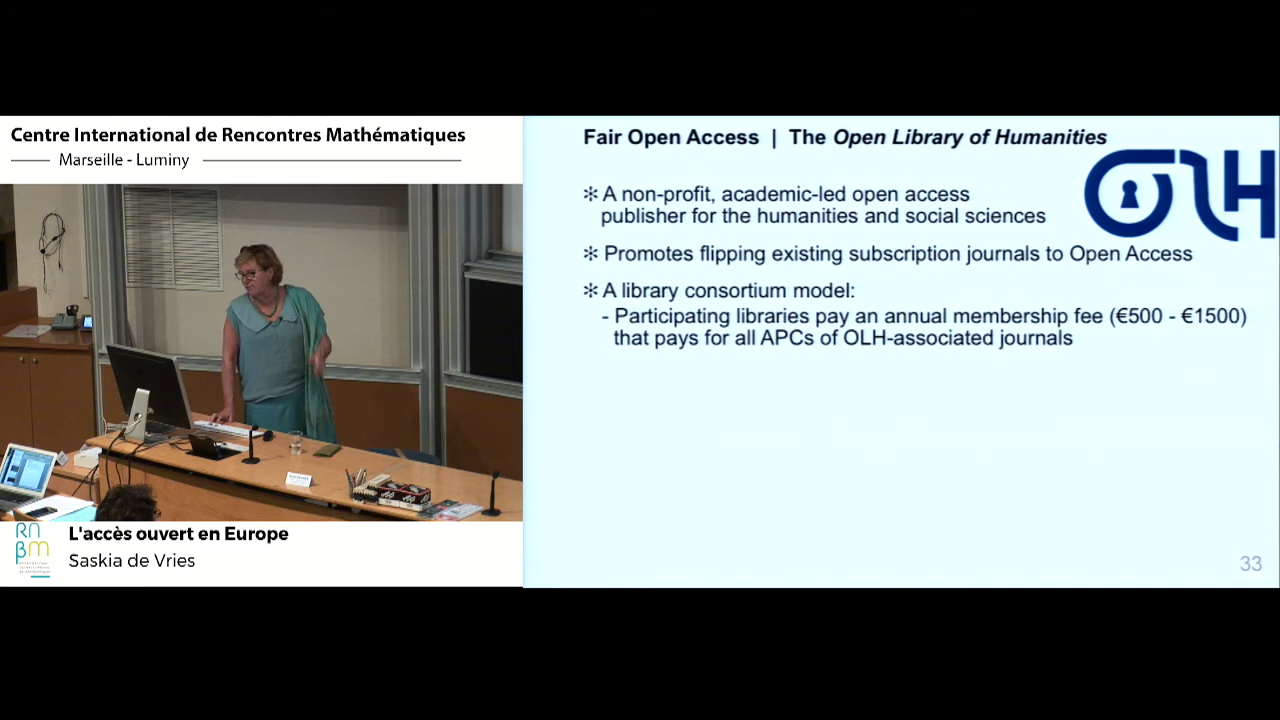 Centre International de Rencontres Mathématiques
Marseille - Luminy
Fair Open Access | The Open Library of Humanities
OLH
✻ A non-profit, academic-led open access
publisher for the humanities and social sciences
✻ Promotes flipping existing subscription journals to Open Access
✻ A library consortium model:
- Participating libraries pay an annual membership fee (€500 - €1500)
that pays for all APCs of OLH-associated journals
33
L'accès ouvert en Europe
Saskia de Vries